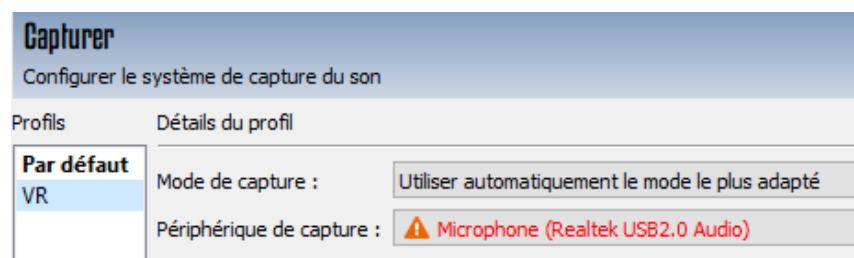 Capturer
Configurer le système de capture du son
Profils
Détails du profil
Par défaut
VR
Mode de capture :
Utiliser automatiquement le mode le plus adapté
Périphérique de capture :
Microphone (Realtek USB2.0 Audio)